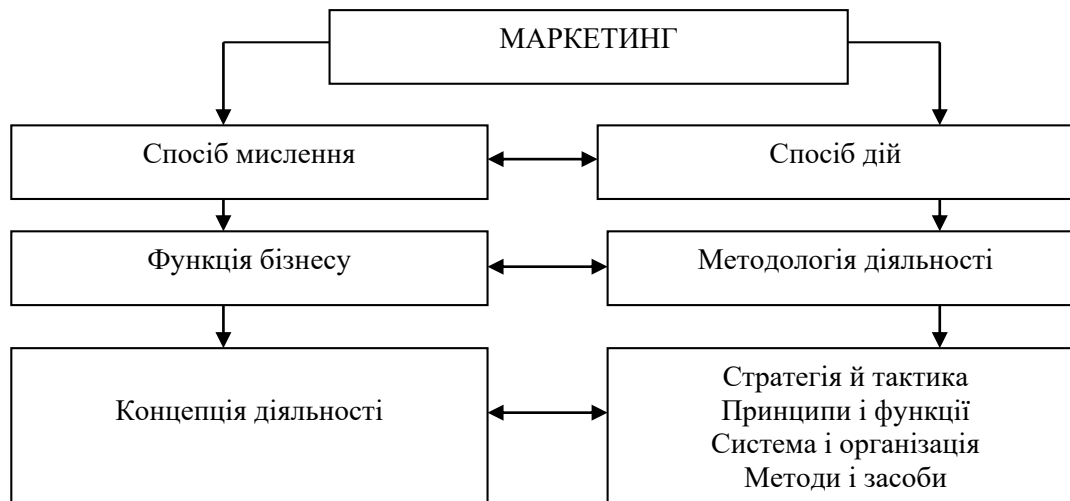 МАРКЕТИНГ
Спосіб мислення
Спосіб дій
Функція бізнесу
Методологія діяльності
Концепція діяльності
Стратегія й тактика
Принципи і функції
Система і організація
Методи і засоби